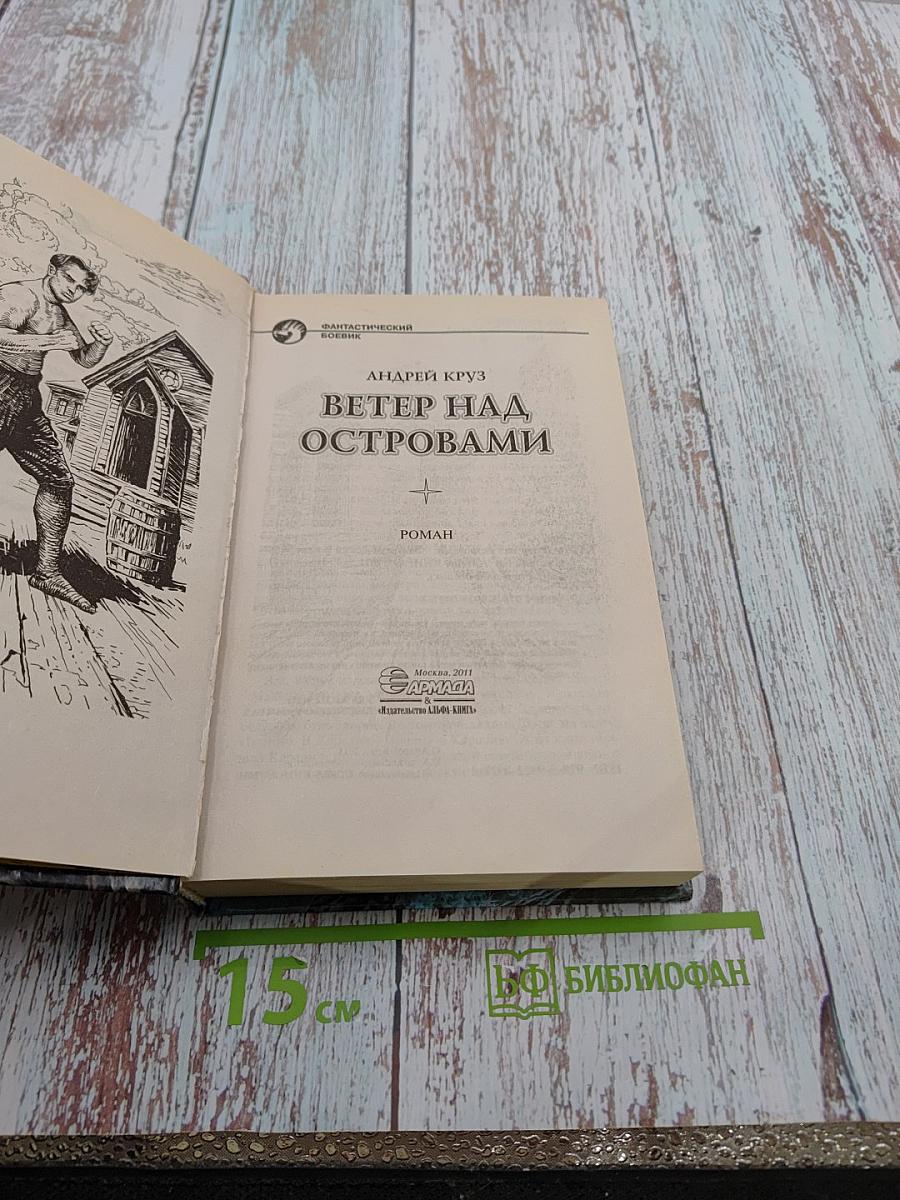 ФАНТАСТИЧЕСКИЙ
БОЕВИК
АНДРЕЙ КРУЗ
ВЕТЕР НАД
ОСТРОВАМИ
РОМАН
Москва, 2011
АРМАДА
&
«Издательство АЛЬФА-КНИГА»
15 см
БФ БИБЛИОФАН